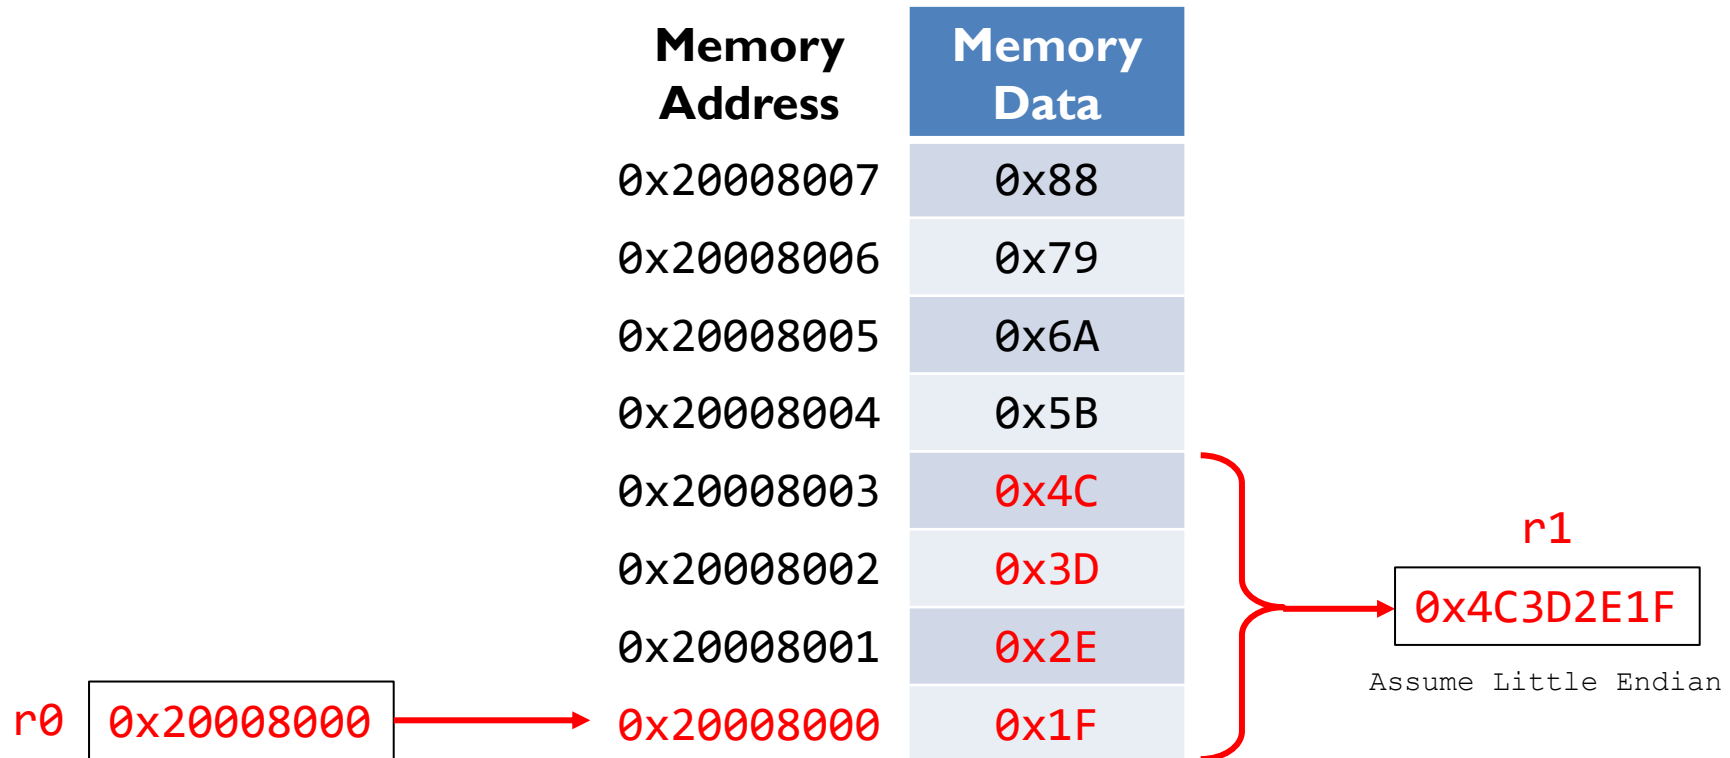 Memory Address
Memory Data
0x20008007 0x88
0x20008006 0x79
0x20008005 0x6A
0x20008004 0x5B
0x20008003 0x4C
0x20008002 0x3D
0x20008001 0x2E
0x20008000 0x1F
r0 0x20008000
r1
0x4C3D2E1F
Assume Little Endian